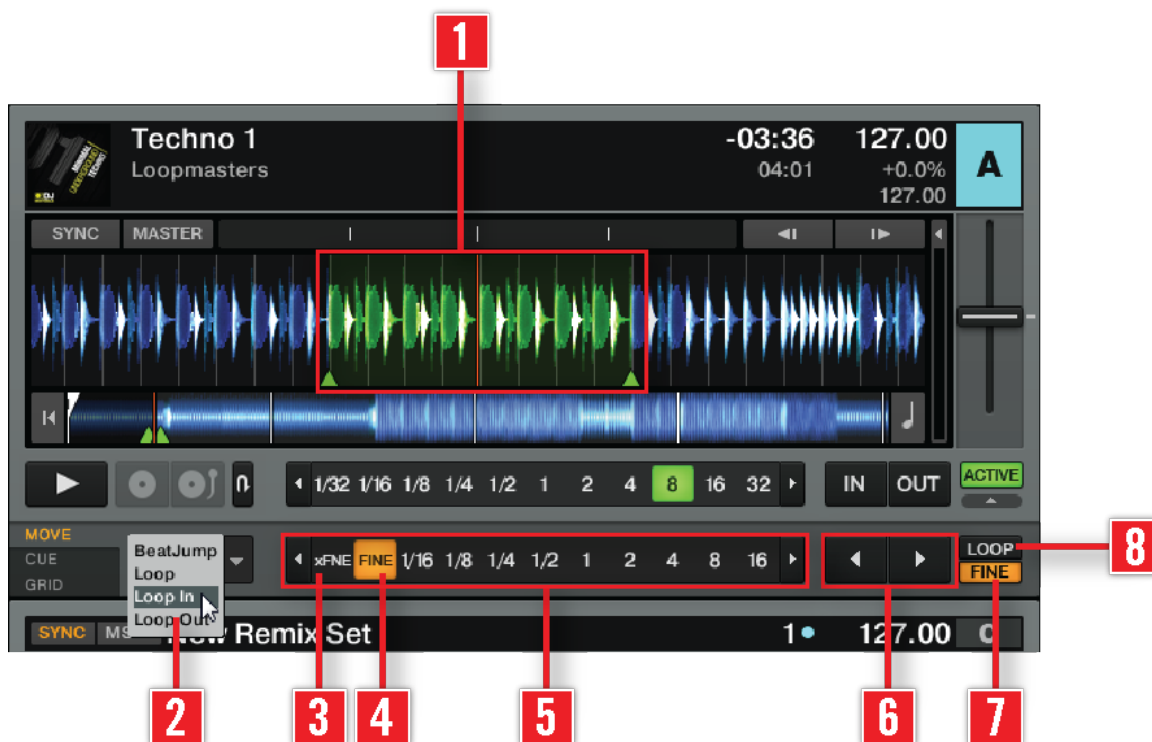 1
Techno 1 -03:36 127.00 A
Loopmasters 04:01 +0.0%
127.00
SYNC MASTER
1/32 1/16 1/8 1/4 1/2 1 2 4 8 16 32 IN OUT ACTIVE
MOVE
CUE
GRID
BeatJump
Loop
Loop In
Loop Out
xFNE FINE 1/16 1/8 1/4 1/2 1 2 4 8 16
LOOP
FINE
8
SYNC Remix Set 1 127.00
2 3 4 5 6 7